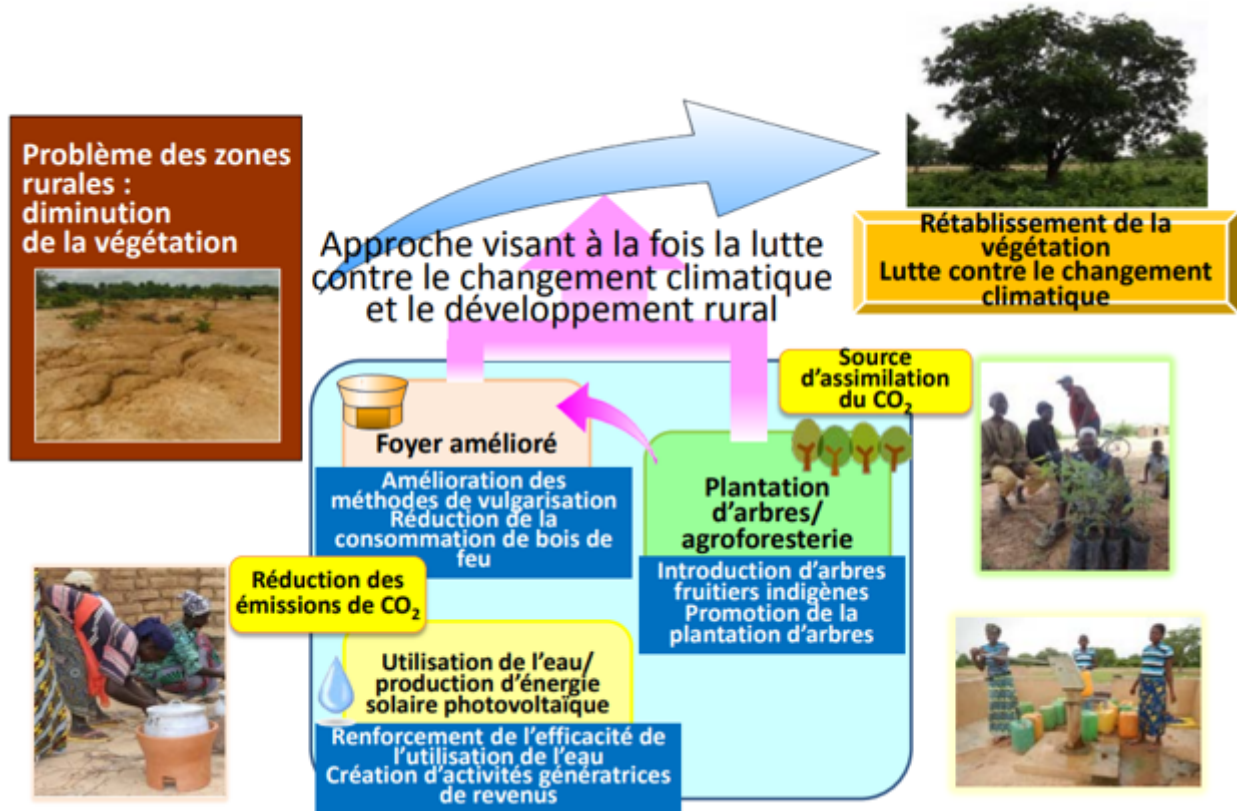 Problème des zones
rurales :
diminution
de la végétation
Approche visant à la fois la lutte
contre le changement climatique
et le développement rural
Rétablissement de la
végétation
Lutte contre le changement
climatique
Source
d'assimilation
du CO₂
Foyer amélioré
Amélioration des
méthodes de vulgarisation
Réduction de la
consommation de bois de
feu
Plantation
d'arbres/
agroforesterie
Introduction d'arbres
fruitiers indigènes
Promotion de la
plantation d'arbres
Réduction des
émissions de CO₂
Utilisation de l'eau/
production d'énergie
solaire photovoltaïque
Renforcement de l'efficacité de
l'utilisation de l'eau
Création d'activités génératrices
de revenus